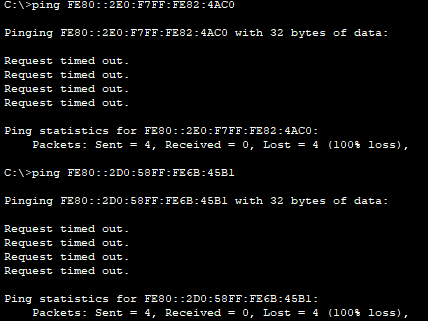 C:\>ping FE80::2E0:F7FF:FE82:4AC0
Pinging FE80::2E0:F7FF:FE82:4AC0 with 32 bytes of data:
Request timed out.
Request timed out.
Request timed out.
Request timed out.
Ping statistics for FE80::2E0:F7FF:FE82:4AC0:
    Packets: Sent = 4, Received = 0, Lost = 4 (100% loss),
C:\>ping FE80::2D0:58FF:FE6B:45B1
Pinging FE80::2D0:58FF:FE6B:45B1 with 32 bytes of data:
Request timed out.
Request timed out.
Request timed out.
Request timed out.
Ping statistics for FE80::2D0:58FF:FE6B:45B1:
    Packets: Sent = 4, Received = 0, Lost = 4 (100% loss),